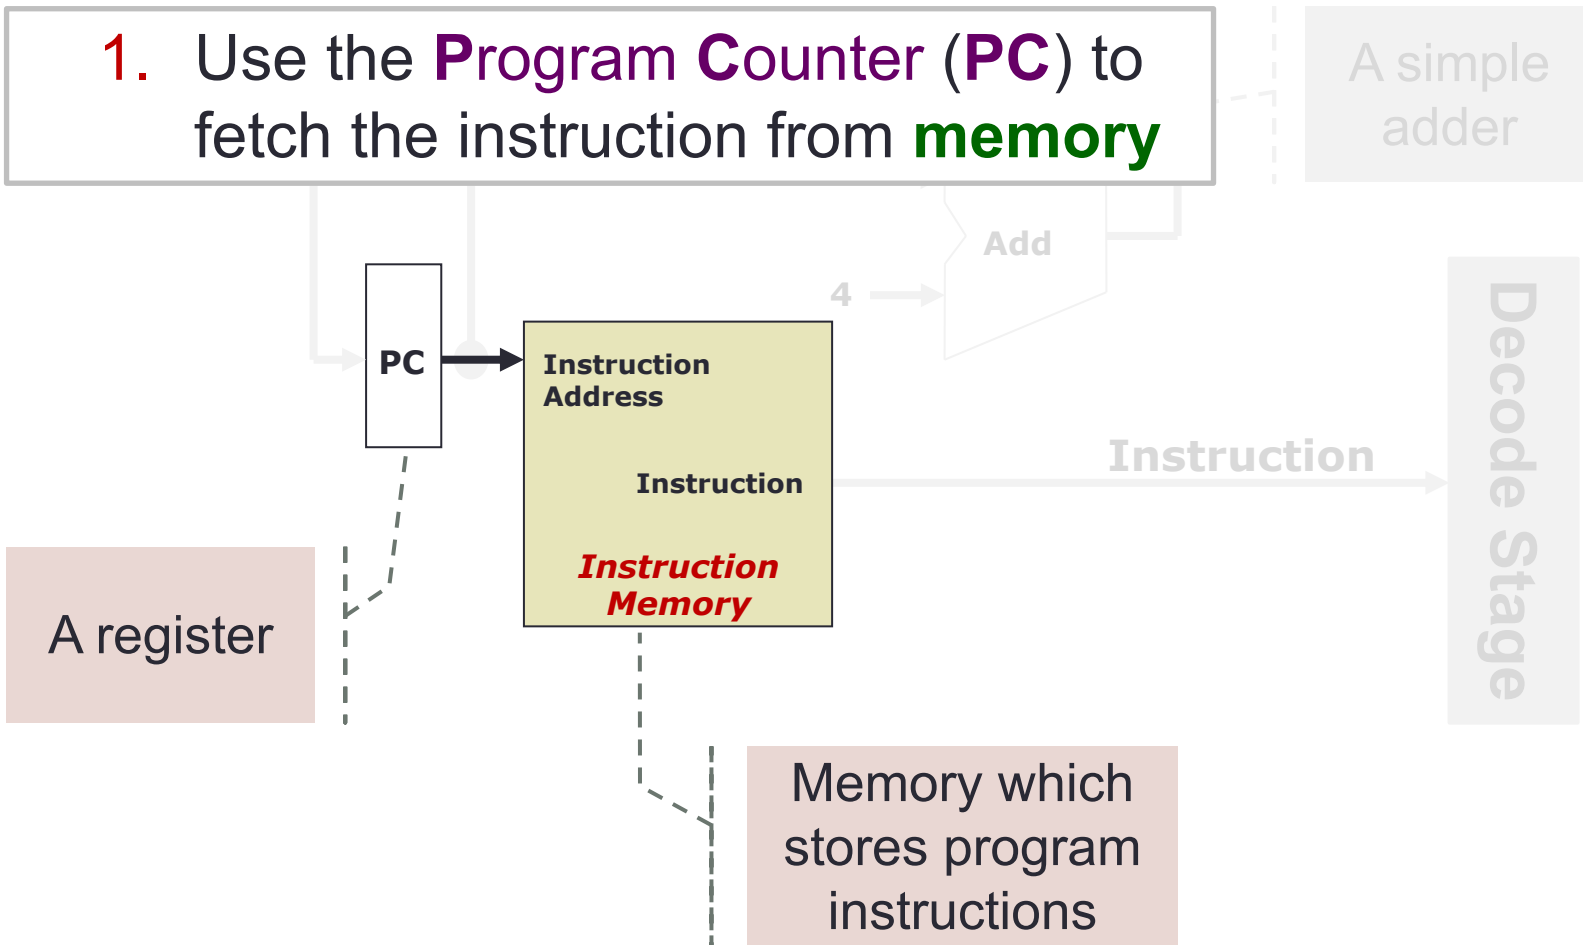 1. Use the Program Counter (PC) to
fetch the instruction from memory
A simple
adder
Add
4
PC
Instruction
Address
Instruction
Instruction
Memory
Instruction
Decode Stage
A register
Memory which
stores program
instructions